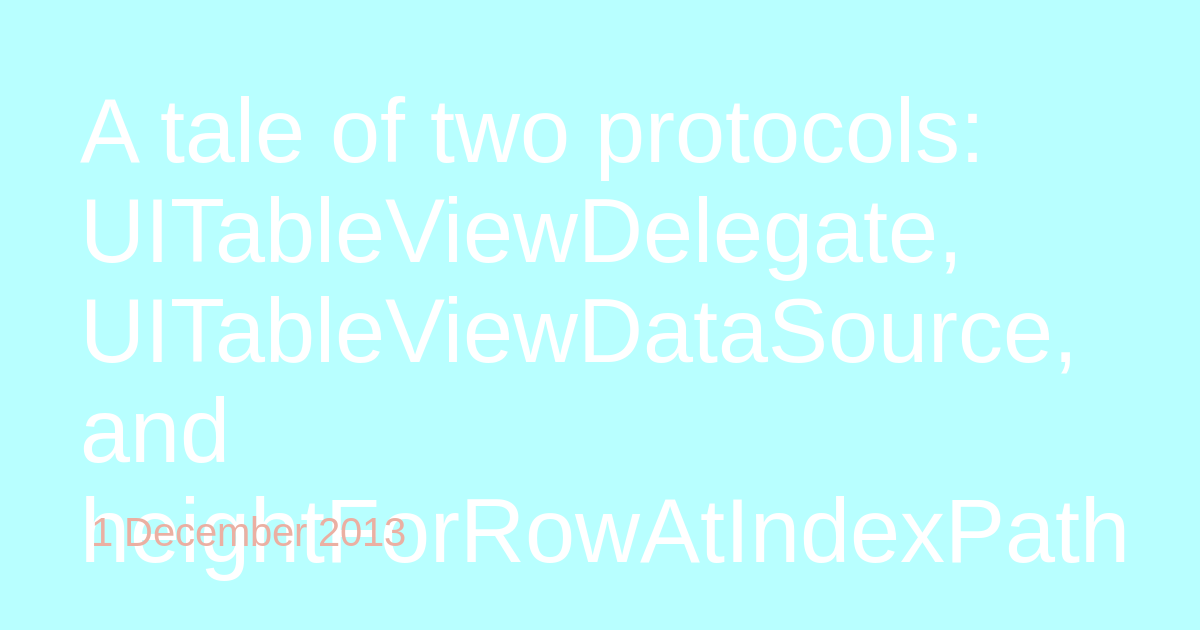 A tale of two protocols:
UITableViewDelegate,
UITableViewDataSource,
and
heightForRowAtIndexPath
1 December 2013